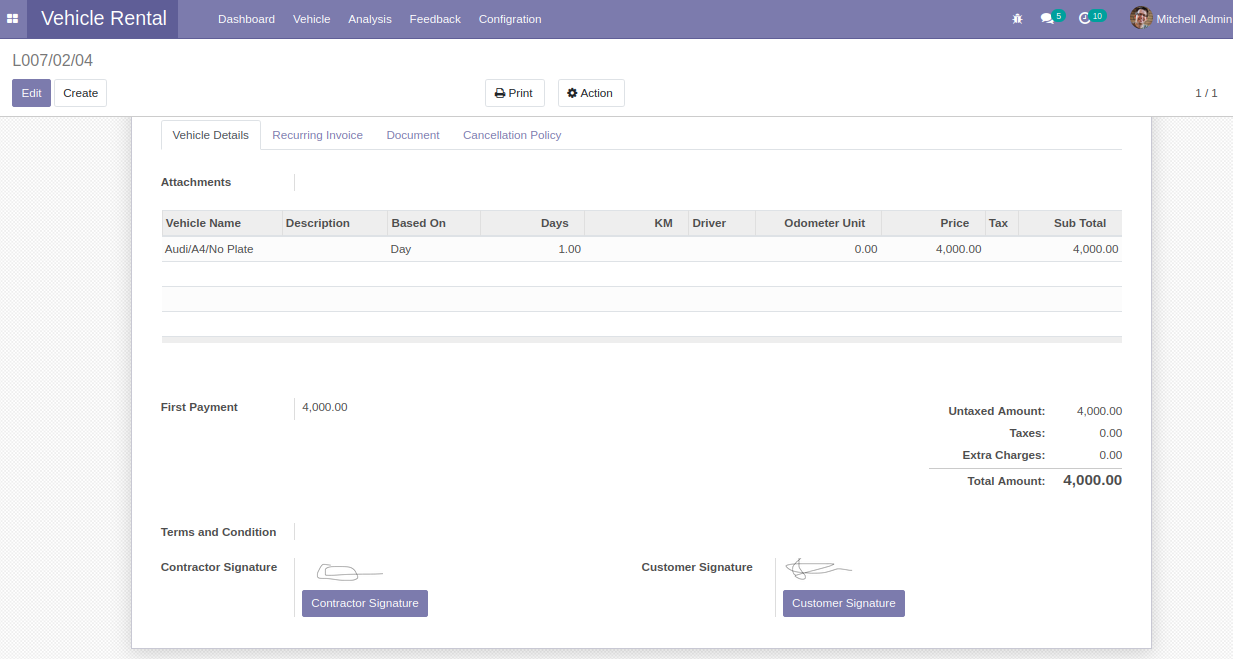 Vehicle Rental Dashboard Vehicle Analysis Feedback Configration 5 10 Mitchell Admin
L007/02/04
Edit Create Print Action 1 / 1
Vehicle Details Recurring Invoice Document Cancellation Policy
Attachments
Vehicle Name Description Based On Days KM Driver Odometer Unit Price Tax Sub Total
Audi/A4/No Plate Day 1.00 0.00 4,000.00 4,000.00
First Payment 4,000.00
Untaxed Amount: 4,000.00
Taxes: 0.00
Extra Charges: 0.00
Total Amount: 4,000.00
Terms and Condition
Contractor Signature Customer Signature
Contractor Signature Customer Signature